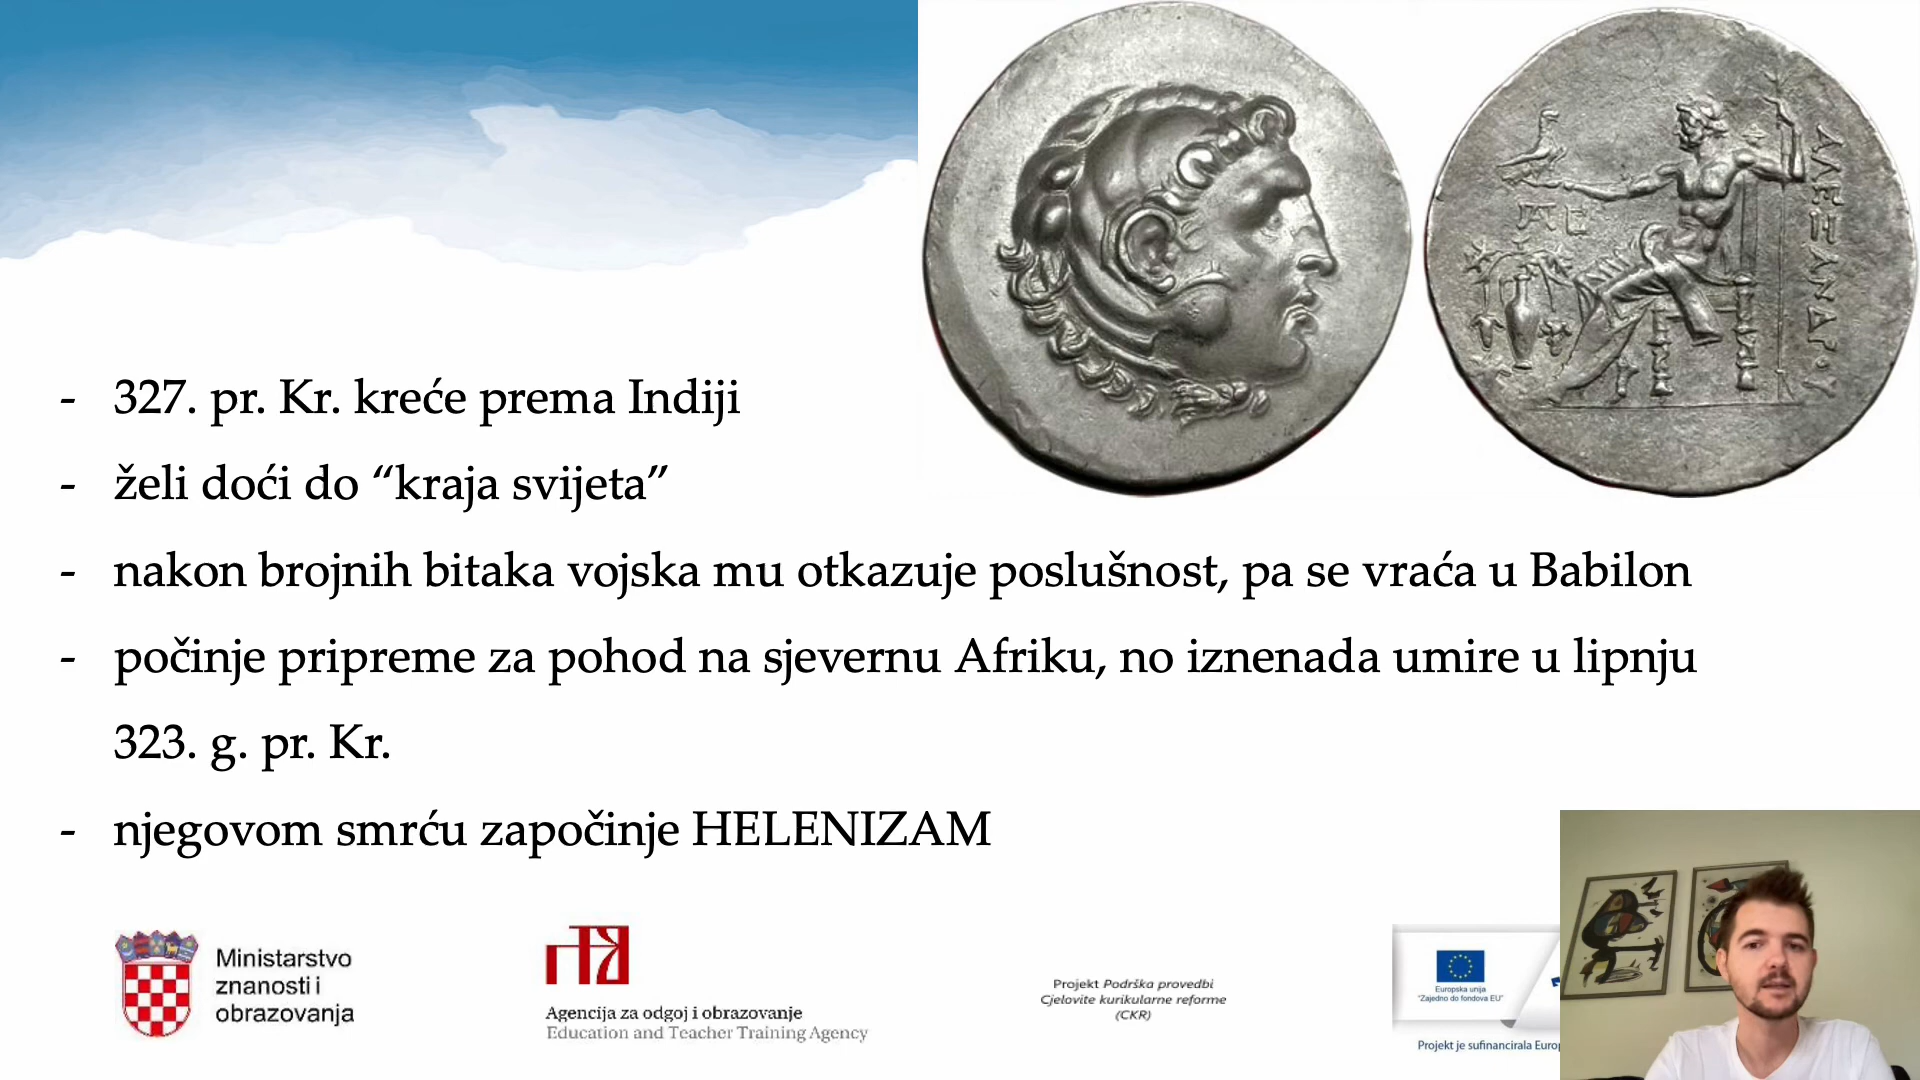 ΑΛΕΞΑΝΔΡΟΥ
- 327. pr. Kr. kreće prema Indiji
- želi doći do “kraja svijeta”
- nakon brojnih bitaka vojska mu otkazuje poslušnost, pa se vraća u Babilon
- počinje pripreme za pohod na sjevernu Afriku, no iznenada umire u lipnju
323. g. pr. Kr.
- njegovom smrću započinje HELENIZAM
Ministarstvo
znanosti i
obrazovanja
Agencija za odgoj i obrazovanje
Education and Teacher Training Agency
Projekt Podrška provedbi
Cjelovite kurikularne reforme
(CKR)
Europska unija
"Zajedno do fondova EU"
Projekt je sufinancirala